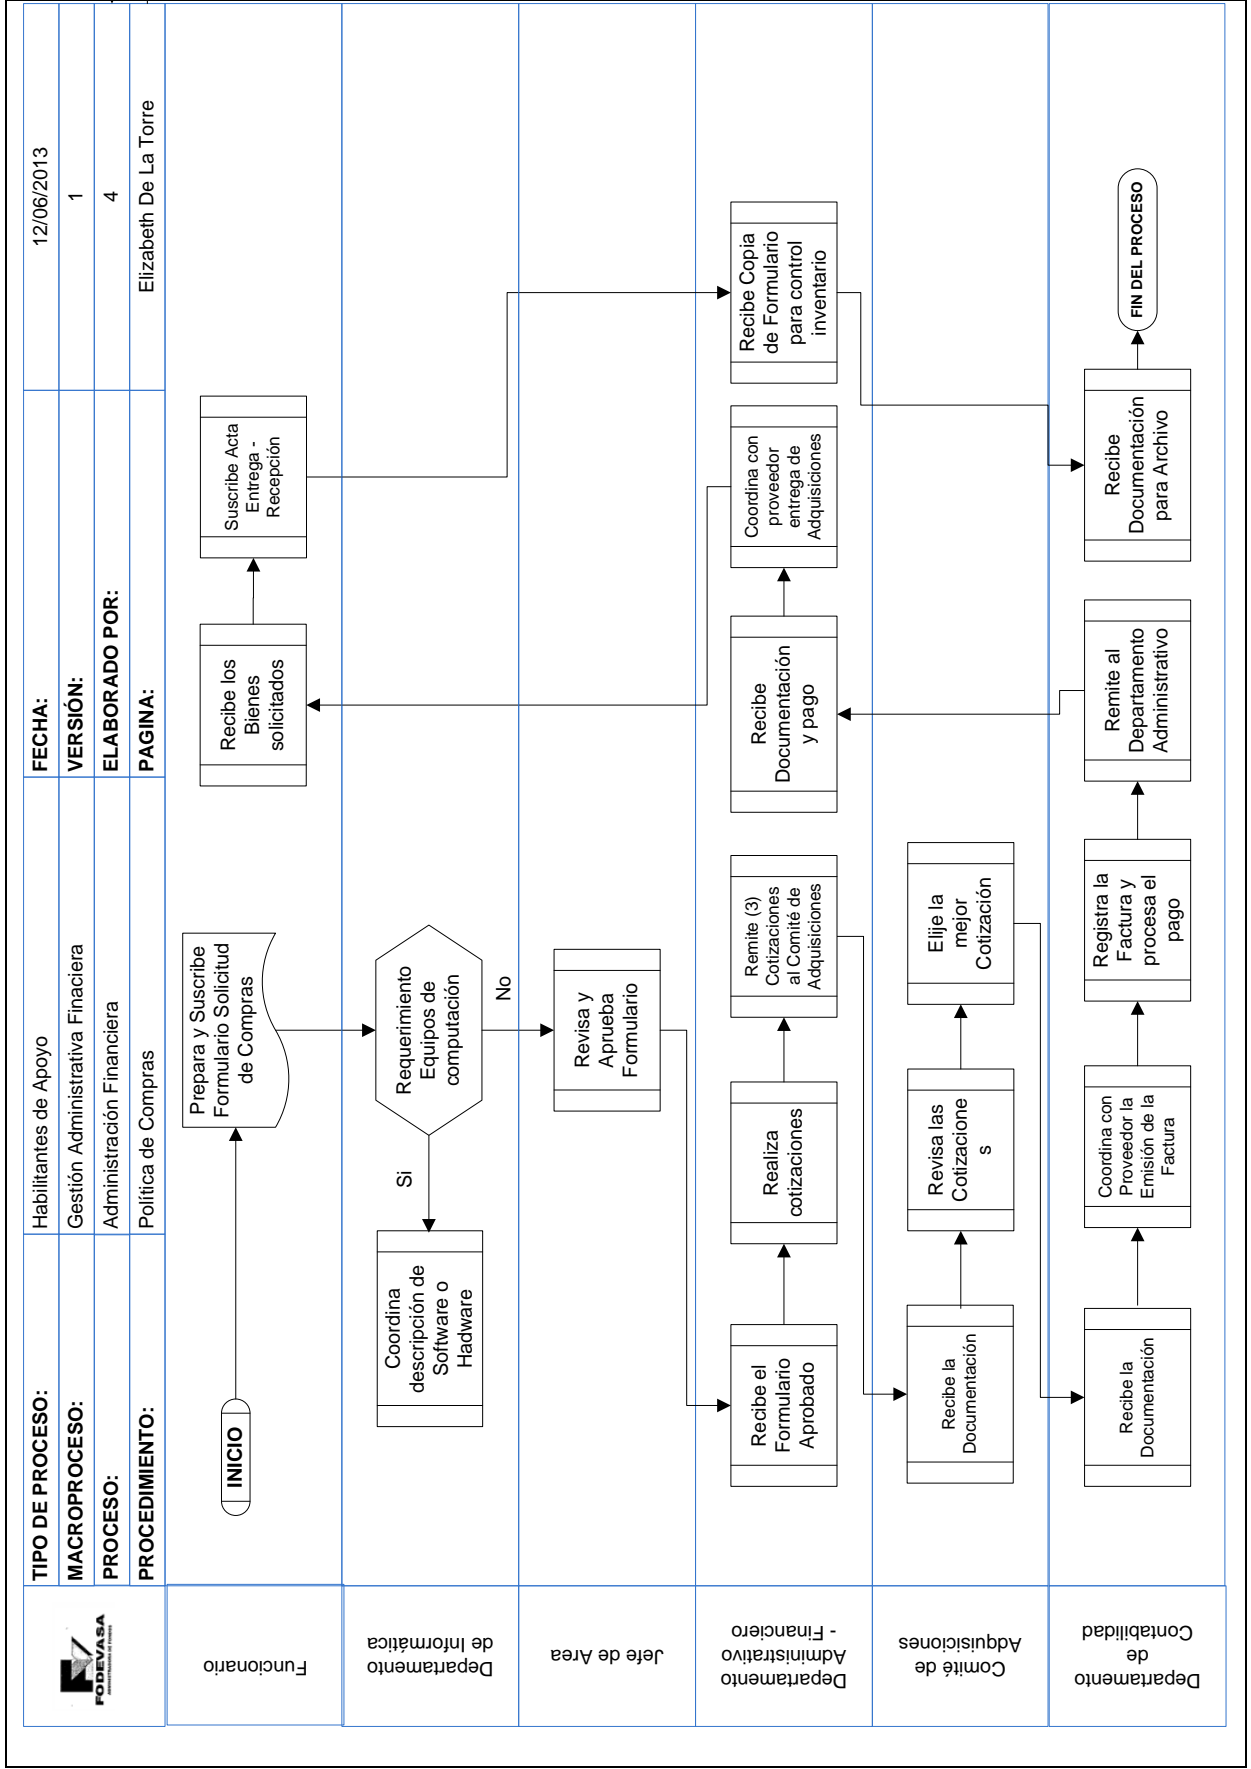 TIPO DE PROCESO:
Habilitantes de Apoyo
FECHA:
12/06/2013
MACROPROCESO:
Gestión Administrativa Finaciera
VERSIÓN:
1
PROCESO:
Administración Financiera
ELABORADO POR:
4
PROCEDIMIENTO:
Política de Compras
PAGINA:
Elizabeth De La Torre
FODEVASA
Funcionario
INICIO
Prepara y Suscribe
Formulario Solicitud
de Compras
Recibe los
Bienes
solicitados
Suscribe Acta
Entrega -
Recepción
Departamento
de Informática
Coordina
descripción de
Software o
Hadware
Si
Requerimiento
Equipos de
computación
No
Jefe de Area
Revisa y
Aprueba
Formulario
Departamento
Administrativo
- Financiero
Recibe el
Formulario
Aprobado
Realiza
cotizaciones
Remite (3)
Cotizaciones
al Comité de
Adquisiciones
Recibe
Documentación
y pago
Coordina con
proveedor
entrega de
Adquisiciones
Recibe Copia
de Formulario
para control
inventario
Comité de
Adquisiciones
Recibe la
Documentación
Revisa las
Cotizacione
s
Elije la
mejor
Cotización
Departamento
de
Contabilidad
Recibe la
Documentación
Coordina con
Proveedor la
Emisión de la
Factura
Registra la
Factura y
procesa el
pago
Remite al
Departamento
Administrativo
Recibe
Documentación
para Archivo
FIN DEL PROCESO